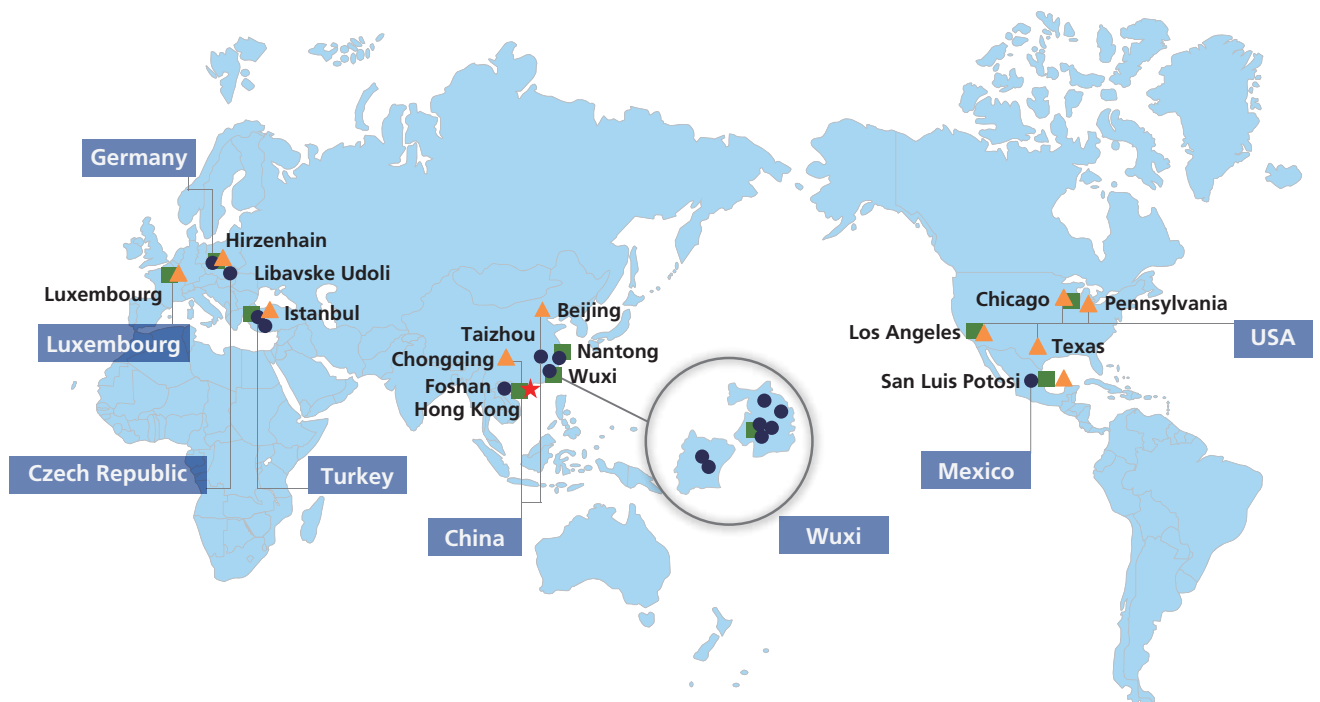 Germany
Hirzenhain
Libavske Udoli
Luxembourg
Istanbul
Luxembourg
Czech Republic
Turkey
Beijing
Taizhou
Chongqing
Nantong
Wuxi
Foshan
Hong Kong
China
Wuxi
Chicago
Pennsylvania
Los Angeles
Texas
USA
San Luis Potosi
Mexico